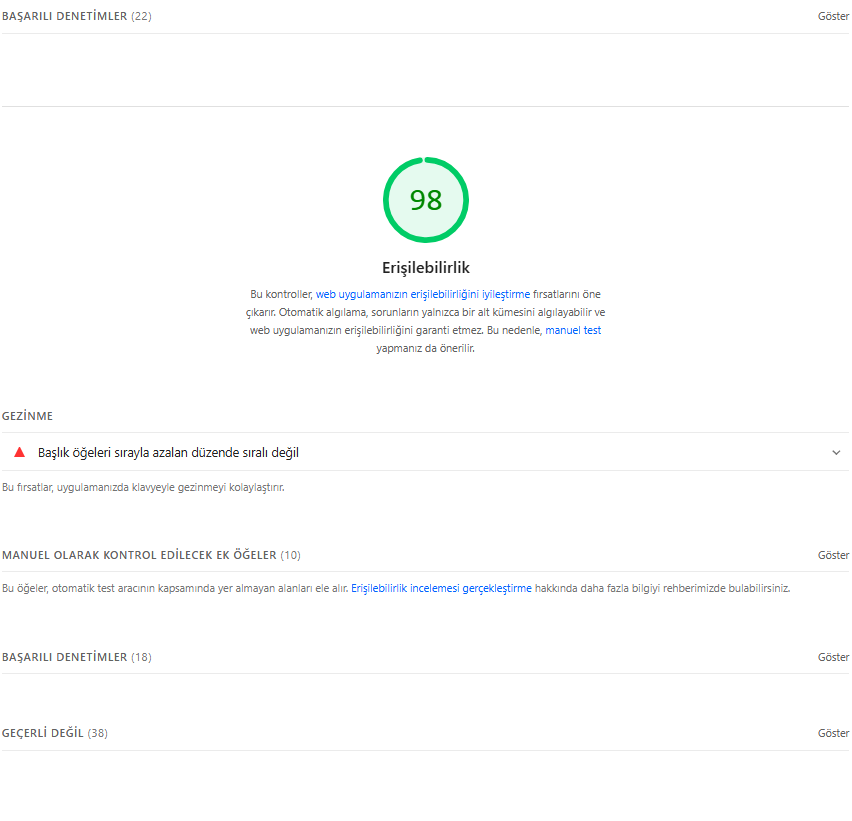 BAŞARILI DENETİMLER (22)
Göster
98
Erişilebilirlik
Bu kontroller, web uygulamanızın erişilebilirliğini iyileştirme fırsatlarını öne
çıkarır. Otomatik algılama, sorunların yalnızca bir alt kümesini algılayabilir ve
web uygulamanızın erişilebilirliğini garanti etmez. Bu nedenle, manuel test
yapmanız da önerilir.
GEZİNME
Başlık öğeleri sırayla azalan düzende sıralı değil
Bu fırsatlar, uygulamanızda klavyeyle gezinmeyi kolaylaştırır.
MANUEL OLARAK KONTROL EDİLECEK EK ÖĞELER (10)
Göster
Bu öğeler, otomatik test aracının kapsamında yer almayan alanları ele alır. Erişilebilirlik incelemesi gerçekleştirme hakkında daha fazla bilgiyi rehberimizde bulabilirsiniz.
BAŞARILI DENETİMLER (18)
Göster
GEÇERLİ DEĞİL (38)
Göster